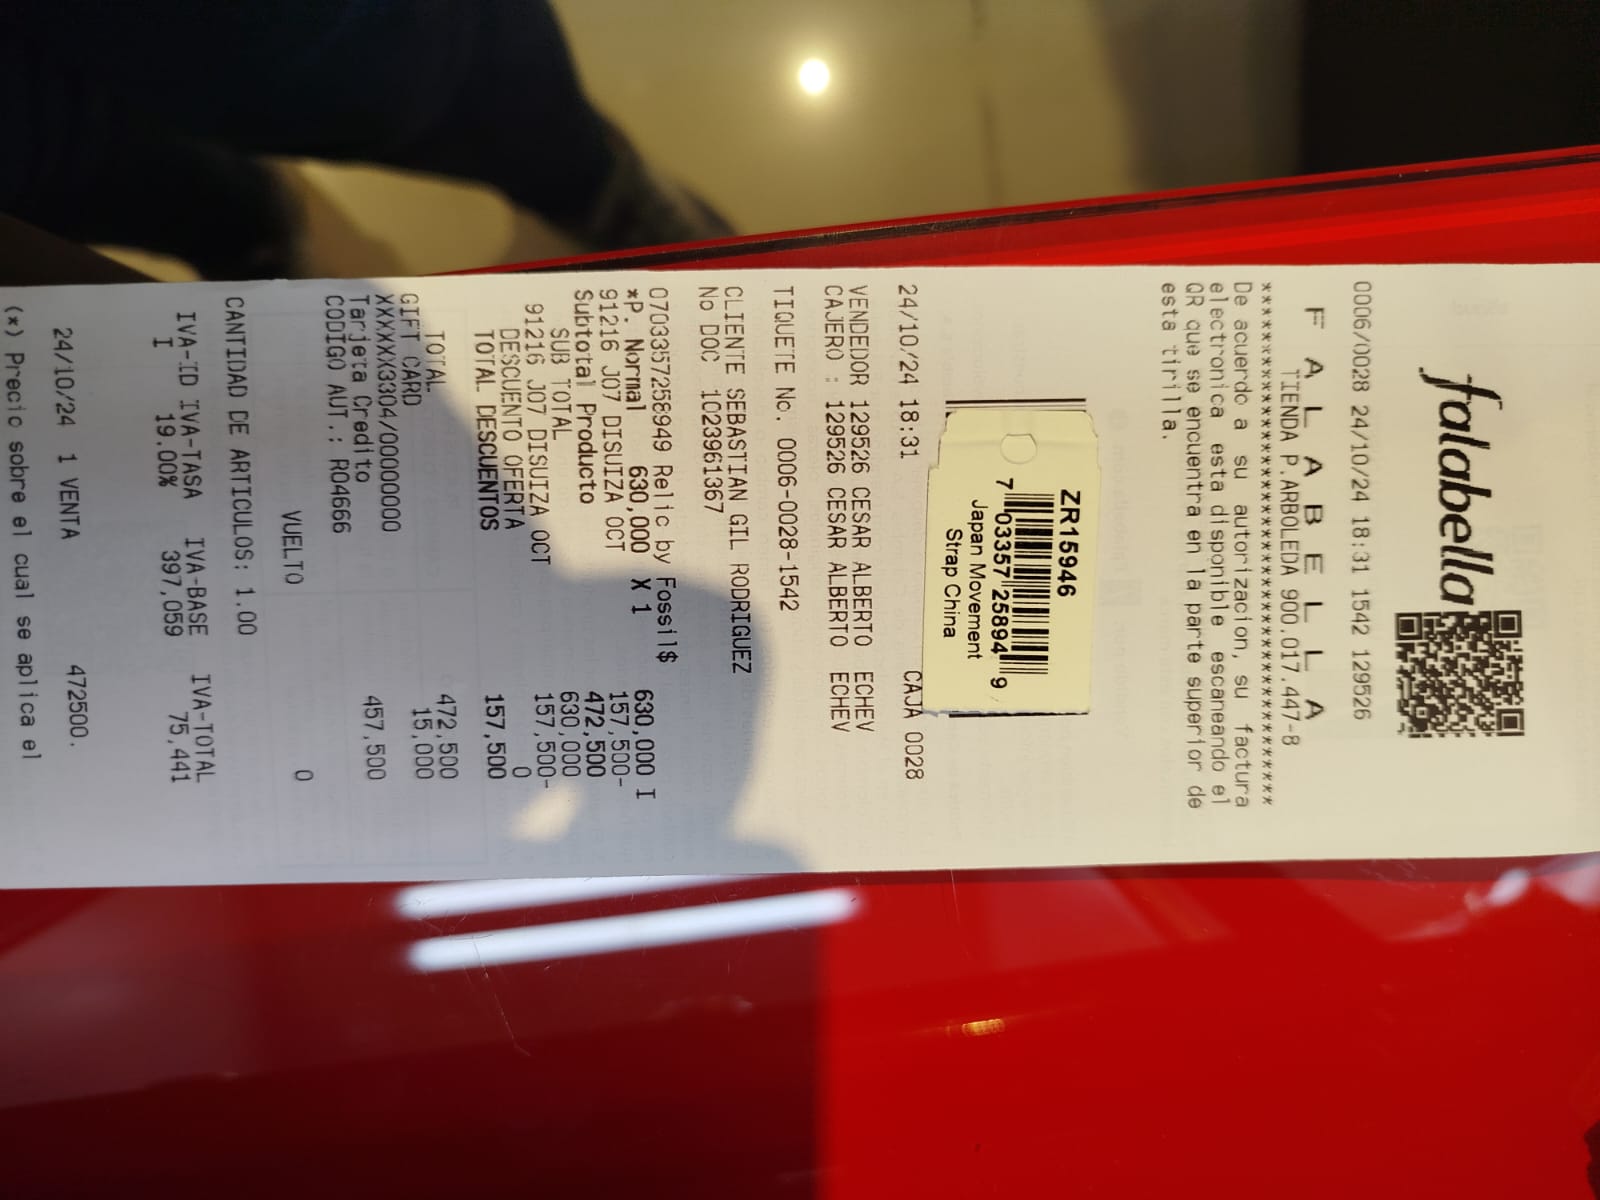 falabella
0006/0028 24/10/24 18:31 1542 129526
F A L A B E L L A
TIENDA P.ARBOLEDA 900.017.447-8
De acuerdo a su autorizacion, su factura
electronica esta disponible escaneando el
QR que se encuentra en la parte superior de
esta tirilla.
ZR15946
7 03357 25894 9
Japan Movement
Strap China
24/10/24 18:31 CAJA 0028
VENDEDOR 129526 CESAR ALBERTO ECHEV
CAJERO : 129526 CESAR ALBERTO ECHEV
TIQUETE No. 0006-0028-1542
CLIENTE SEBASTIAN GIL RODRIGUEZ
No DOC 1023961367
0703357258949 Relic by Fossil$ 630,000 I
*P. Normal 630,000 X 1
91216 J07 DISUIZA OCT 157,500-
Subtotal Producto 472,500
SUB TOTAL 630,000
91216 J07 DISUIZA OCT 157,500-
DESCUENTO OFERTA 0
TOTAL DESCUENTOS 157,500
TOTAL 472,500
GIFT CARD 15,000
XXXXXX3304/00000000
Tarjeta Credito 457,500
CODIGO AUT.: R04666
VUELTO 0
CANTIDAD DE ARTICULOS: 1.00
IVA-ID IVA-TASA IVA-BASE IVA-TOTAL
I 19.00% 397,059 75,441
24/10/24 1 VENTA 472500.
(*) Precio sobre el cual se aplica el